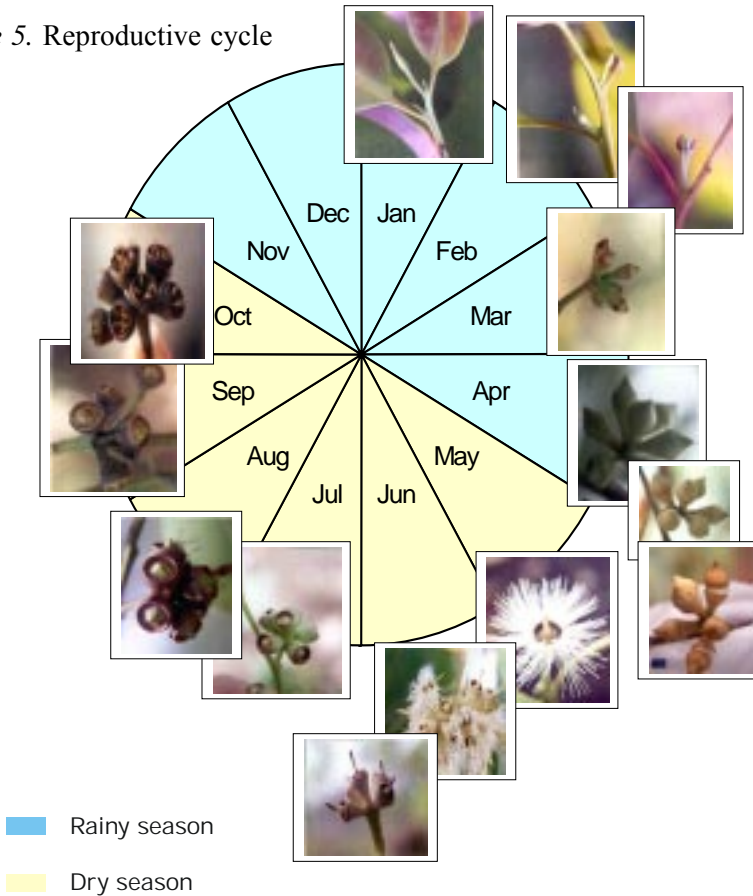 5. Reproductive cycle
Dec
Jan
Nov
Feb
Oct
Mar
Sep
Apr
Aug
May
Jul
Jun
Rainy season
Dry season